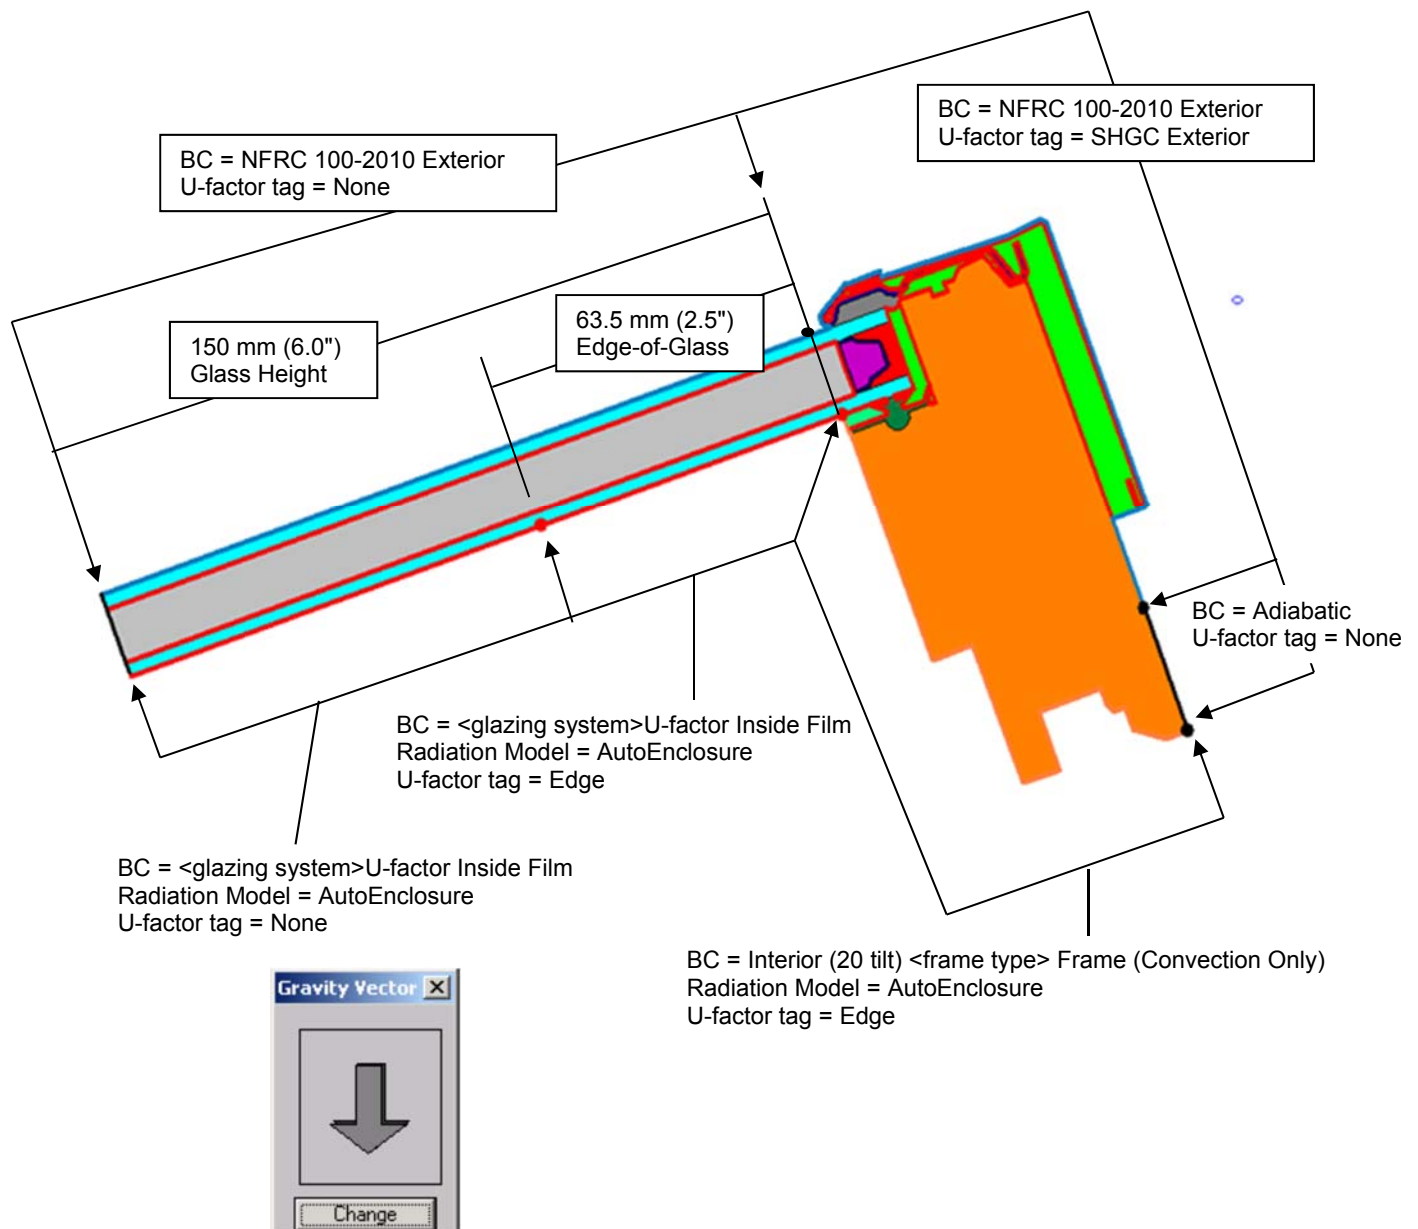 BC = NFRC 100-2010 Exterior
U-factor tag = SHGC Exterior
BC = NFRC 100-2010 Exterior
U-factor tag = None
150 mm (6.0")
Glass Height
63.5 mm (2.5")
Edge-of-Glass
BC = Adiabatic
U-factor tag = None
BC = <glazing system>U-factor Inside Film
Radiation Model = AutoEnclosure
U-factor tag = Edge
BC = <glazing system>U-factor Inside Film
Radiation Model = AutoEnclosure
U-factor tag = None
BC = Interior (20 tilt) <frame type> Frame (Convection Only)
Radiation Model = AutoEnclosure
U-factor tag = Edge
Gravity Vector
Change